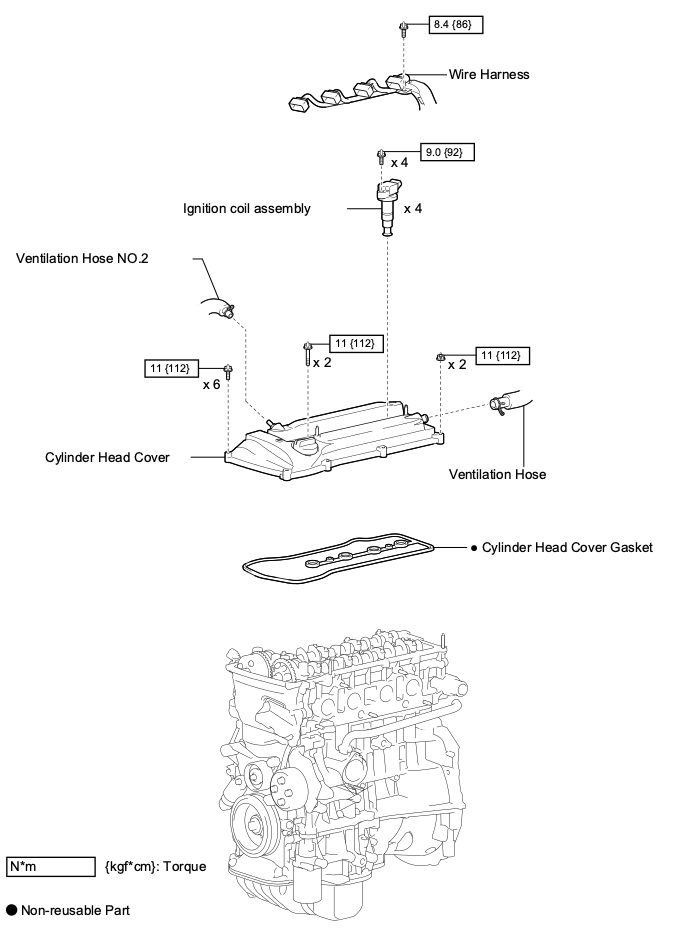 8.4 {86}
Wire Harness
9.0 {92}
x 4
Ignition coil assembly
x 4
Ventilation Hose NO.2
11 {112}
x 2
11 {112}
x 2
11 {112}
x 6
Cylinder Head Cover
Ventilation Hose
● Cylinder Head Cover Gasket
N*m {kgf*cm}: Torque
● Non-reusable Part